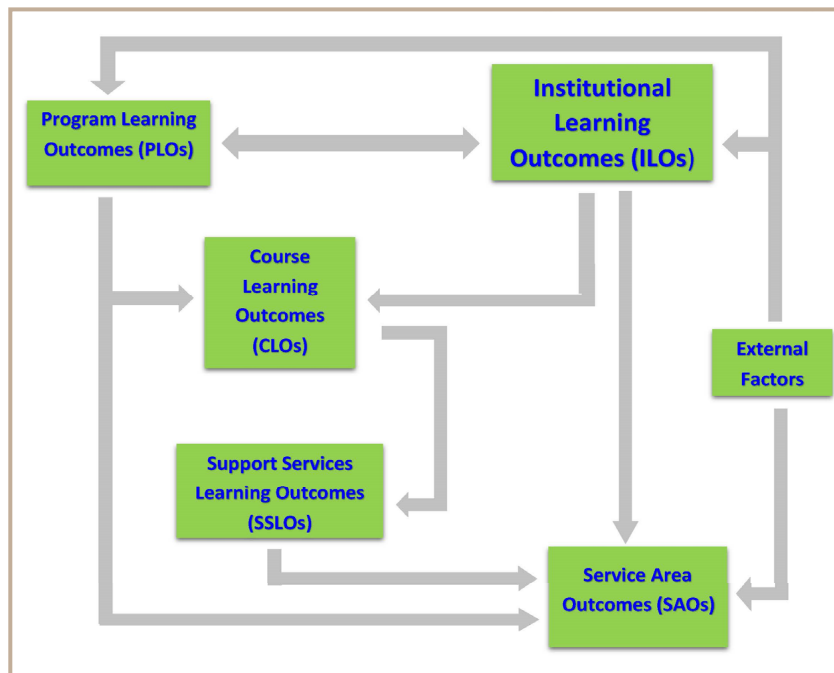 Program Learning
Outcomes (PLOs)
Institutional
Learning
Outcomes (ILOs)
Course
Learning
Outcomes
(CLOs)
External
Factors
Support Services
Learning Outcomes
(SSLOs)
Service Area
Outcomes (SAOs)